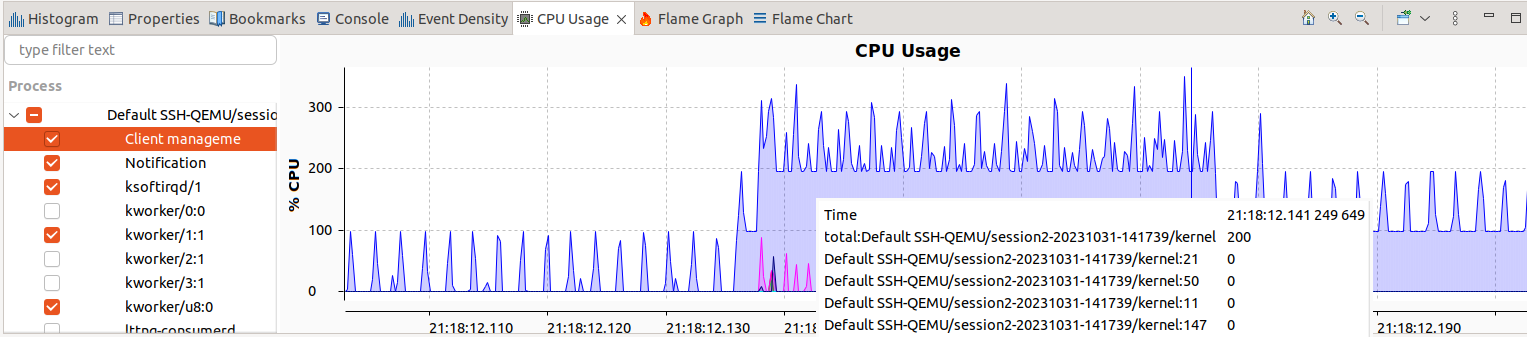 Histogram Properties Bookmarks Console Event Density CPU Usage Flame Graph Flame Chart
type filter text
CPU Usage
Process
Default SSH-QEMU/sessio
Client manageme
Notification
ksoftirqd/1
kworker/0:0
kworker/1:1
kworker/2:1
kworker/3:1
kworker/u8:0
lttng-consumerd
% CPU
300
200
100
0
Time 21:18:12.141 249 649
total:Default SSH-QEMU/session2-20231031-141739/kernel 200
Default SSH-QEMU/session2-20231031-141739/kernel:21 0
Default SSH-QEMU/session2-20231031-141739/kernel:50 0
Default SSH-QEMU/session2-20231031-141739/kernel:11 0
Default SSH-QEMU/session2-20231031-141739/kernel:147 0
21:18:12.110 21:18:12.120 21:18:12.130 21:18 21:18:12.190